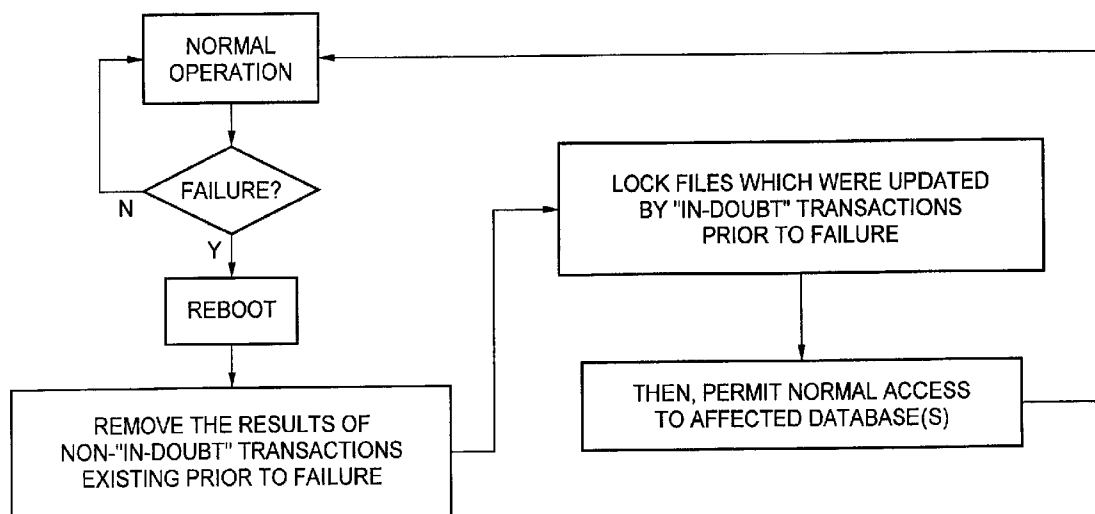 NORMAL
OPERATION
FAILURE?
N
Y
REBOOT
REMOVE THE RESULTS OF
NON-"IN-DOUBT" TRANSACTIONS
EXISTING PRIOR TO FAILURE
LOCK FILES WHICH WERE UPDATED
BY "IN-DOUBT" TRANSACTIONS
PRIOR TO FAILURE
THEN, PERMIT NORMAL ACCESS
TO AFFECTED DATABASE(S)